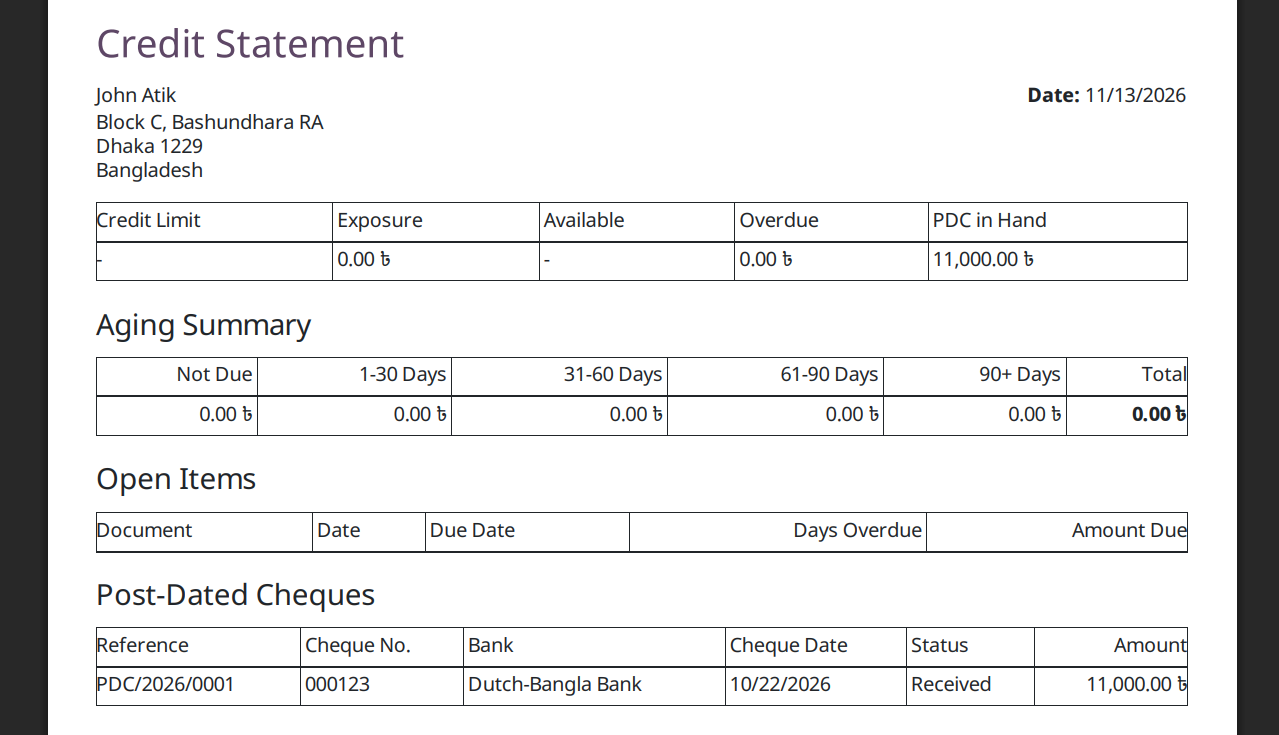 Credit Statement
John Atik
Date: 11/13/2026
Block C, Bashundhara RA
Dhaka 1229
Bangladesh
Credit Limit Exposure Available Overdue PDC in Hand
- 0.00 ৳ - 0.00 ৳ 11,000.00 ৳
Aging Summary
Not Due 1-30 Days 31-60 Days 61-90 Days 90+ Days Total
0.00 ৳ 0.00 ৳ 0.00 ৳ 0.00 ৳ 0.00 ৳ 0.00 ৳
Open Items
Document Date Due Date Days Overdue Amount Due
Post-Dated Cheques
Reference Cheque No. Bank Cheque Date Status Amount
PDC/2026/0001 000123 Dutch-Bangla Bank 10/22/2026 Received 11,000.00 ৳